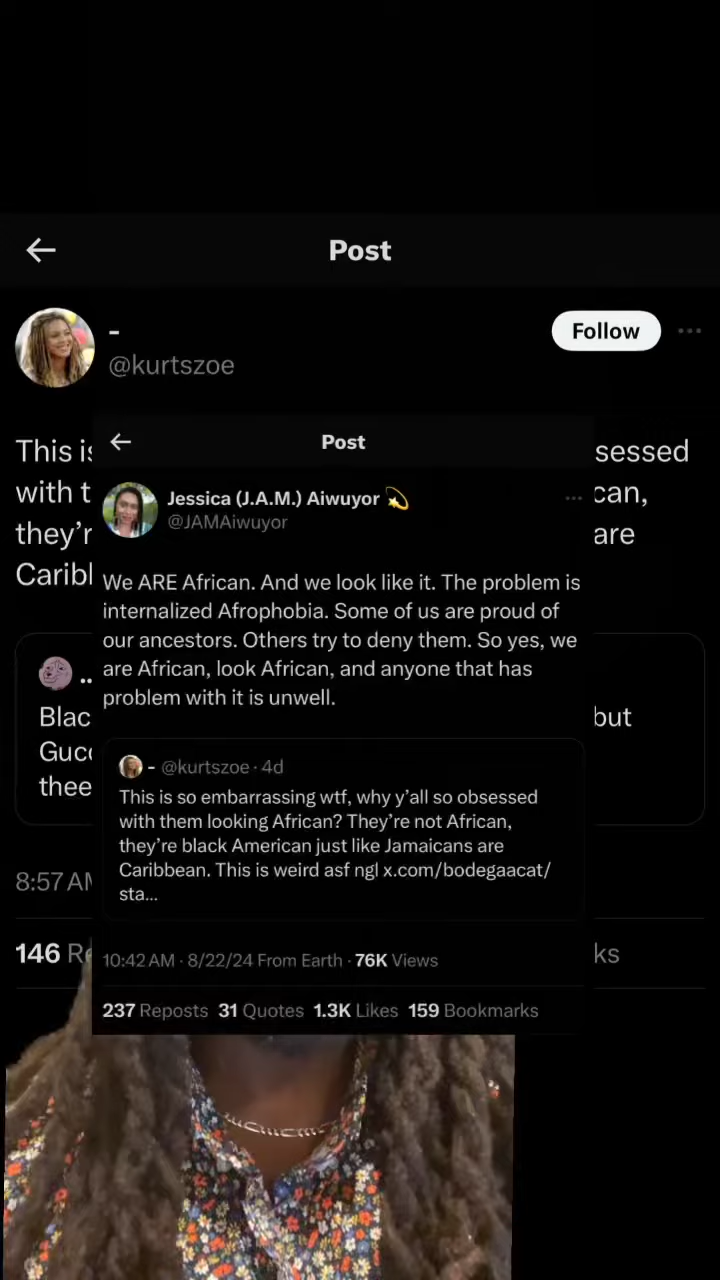 Post
-
@kurtszoe
Follow
This is sessed
with t can,
they'r are
Caribl
Post
Jessica (J.A.M.) Aiwuyor 💫
@JAMAiwuyor
We ARE African. And we look like it. The problem is
internalized Afrophobia. Some of us are proud of
our ancestors. Others try to deny them. So yes, we
are African, look African, and anyone that has
problem with it is unwell.
- @kurtszoe · 4d
This is so embarrassing wtf, why y'all so obsessed
with them looking African? They're not African,
they're black American just like Jamaicans are
Caribbean. This is weird asf ngl x.com/bodegaacat/
sta...
10:42 AM · 8/22/24 From Earth · 76K Views
237 Reposts 31 Quotes 1.3K Likes 159 Bookmarks
..
Blac but
Guc
thee
8:57 AM
146 Re ks